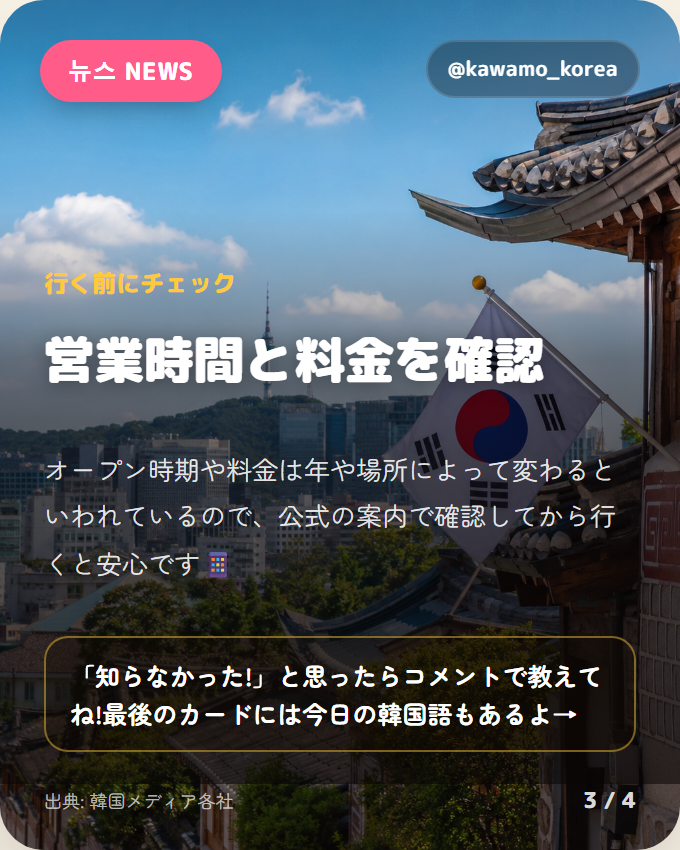 뉴스 NEWS
@kawamo_korea
行く前にチェック
営業時間と料金を確認
オープン時期や料金は年や場所によって変わると
いわれているので、公式の案内で確認してから行
くと安心です
「知らなかった!」と思ったらコメントで教えて
ね!最後のカードには今日の韓国語もあるよ→
出典: 韓国メディア各社
3 / 4